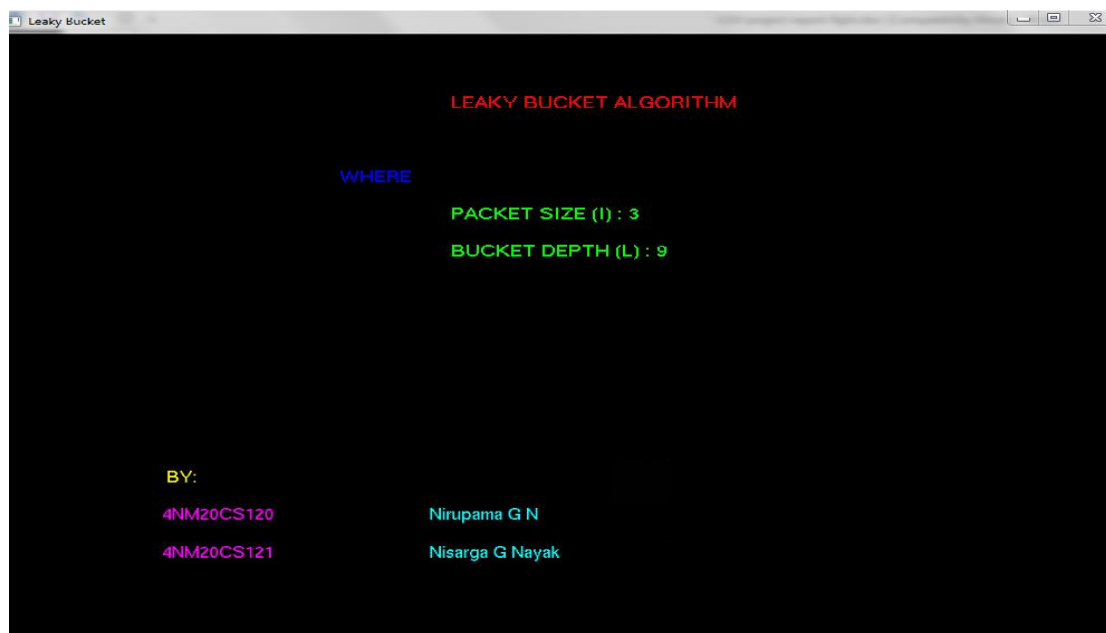 Leaky Bucket
LEAKY BUCKET ALGORITHM
WHERE
PACKET SIZE (I) : 3
BUCKET DEPTH (L) : 9
BY:
4NM20CS120 Nirupama G N
4NM20CS121 Nisarga G Nayak